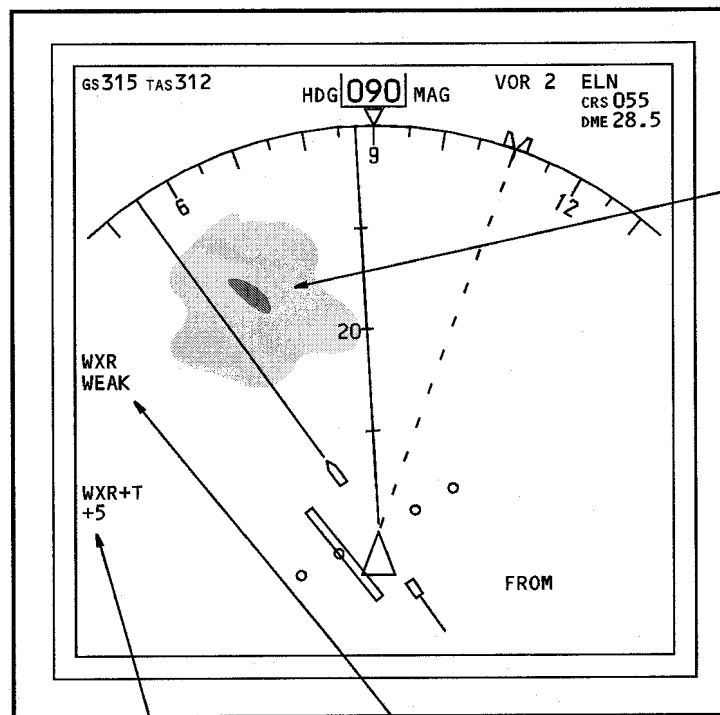 GS315 TAS312 HDG 090 MAG VOR 2 ELN
CRS 055
DME 28.5
6 9 12
20
WXR
WEAK
WXR+T
+5
FROM